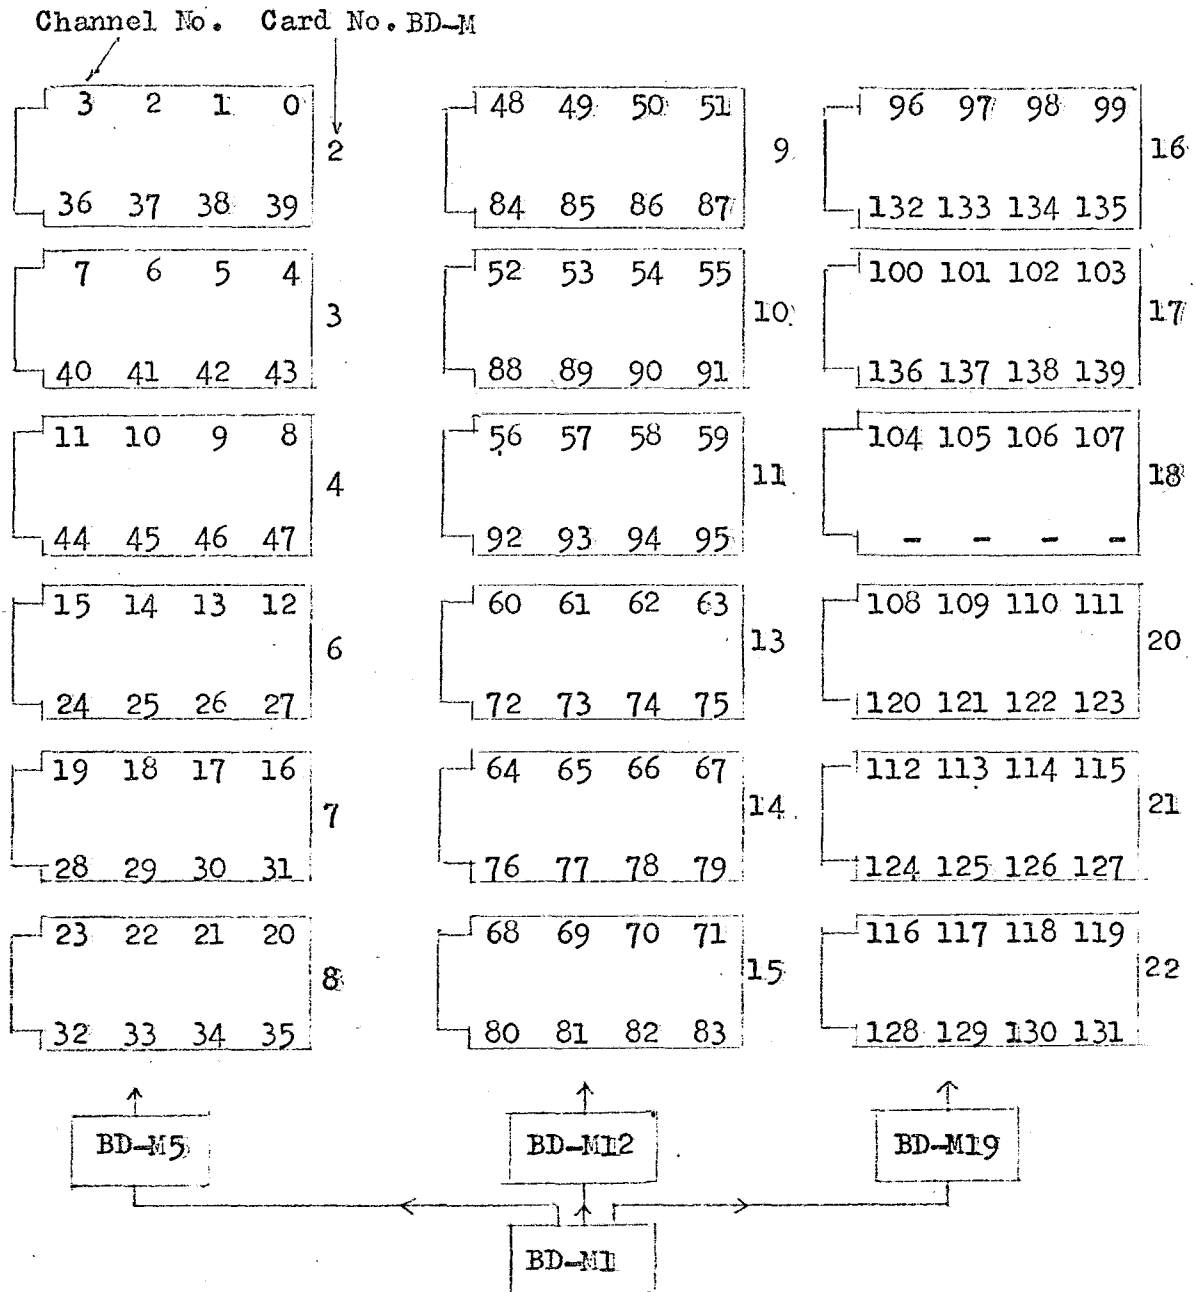 Channel No. Card No. BD-M
3 2 1 0
2
36 37 38 39
7 6 5 4
3
40 41 42 43
11 10 9 8
4
44 45 46 47
15 14 13 12
6
24 25 26 27
19 18 17 16
7
28 29 30 31
23 22 21 20
8
32 33 34 35
48 49 50 51
9
84 85 86 87
52 53 54 55
10
88 89 90 91
56 57 58 59
11
92 93 94 95
60 61 62 63
13
72 73 74 75
64 65 66 67
14
76 77 78 79
68 69 70 71
15
80 81 82 83
96 97 98 99
16
132 133 134 135
100 101 102 103
17
136 137 138 139
104 105 106 107
18
- - - -
108 109 110 111
20
120 121 122 123
112 113 114 115
21
124 125 126 127
116 117 118 119
22
128 129 130 131
BD-M5 BD-M12 BD-M19
BD-M1